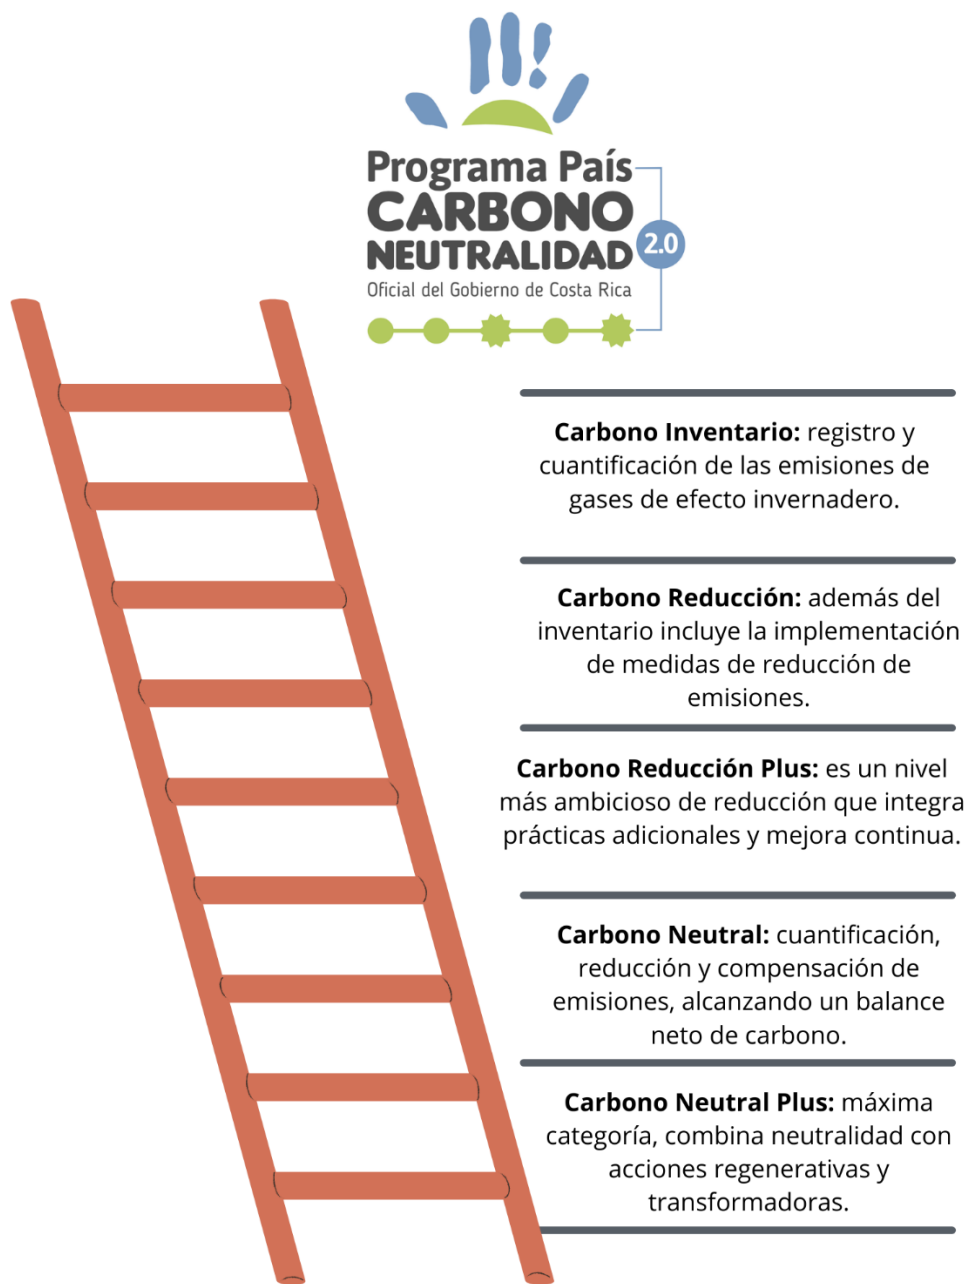 Programa País
CARBONO
NEUTRALIDAD
2.0
Oficial del Gobierno de Costa Rica
Carbono Inventario: registro y
cuantificación de las emisiones de
gases de efecto invernadero.
Carbono Reducción: además del
inventario incluye la implementación
de medidas de reducción de
emisiones.
Carbono Reducción Plus: es un nivel
más ambicioso de reducción que integra
prácticas adicionales y mejora continua.
Carbono Neutral: cuantificación,
reducción y compensación de
emisiones, alcanzando un balance
neto de carbono.
Carbono Neutral Plus: máxima
categoría, combina neutralidad con
acciones regenerativas y
transformadoras.